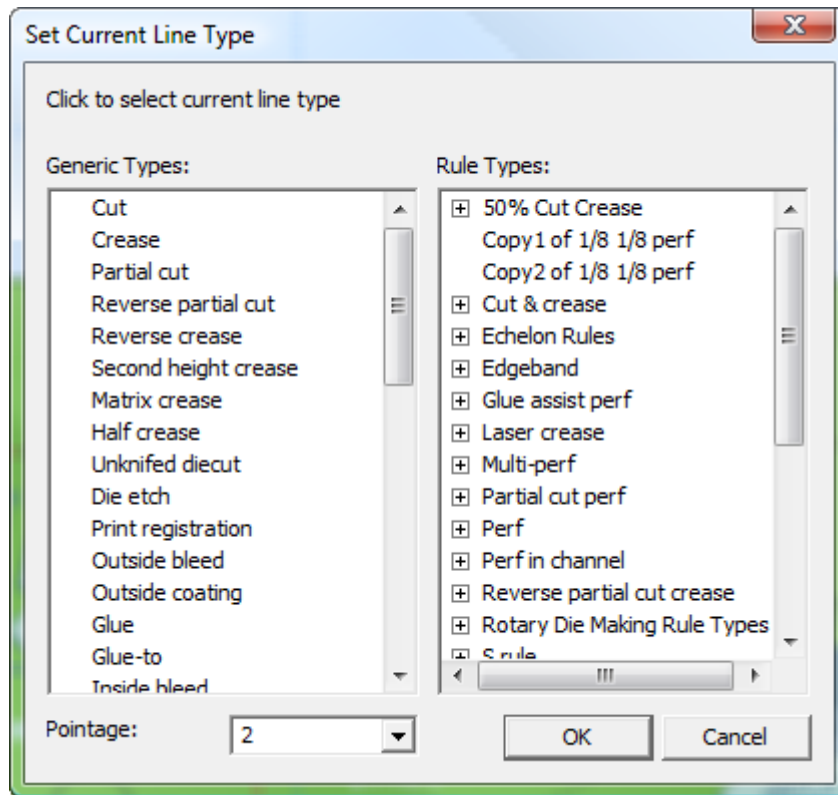 Set Current Line Type
Click to select current line type
Generic Types:
Cut
Crease
Partial cut
Reverse partial cut
Reverse crease
Second height crease
Matrix crease
Half crease
Unknifed diecut
Die etch
Print registration
Outside bleed
Outside coating
Glue
Glue-to
Inside bleed
Rule Types:
50% Cut Crease
Copy1 of 1/8 1/8 perf
Copy2 of 1/8 1/8 perf
Cut & crease
Echelon Rules
Edgeband
Glue assist perf
Laser crease
Multi-perf
Partial cut perf
Perf
Perf in channel
Reverse partial cut crease
Rotary Die Making Rule Types
S rule
Pointage:
2
OK
Cancel